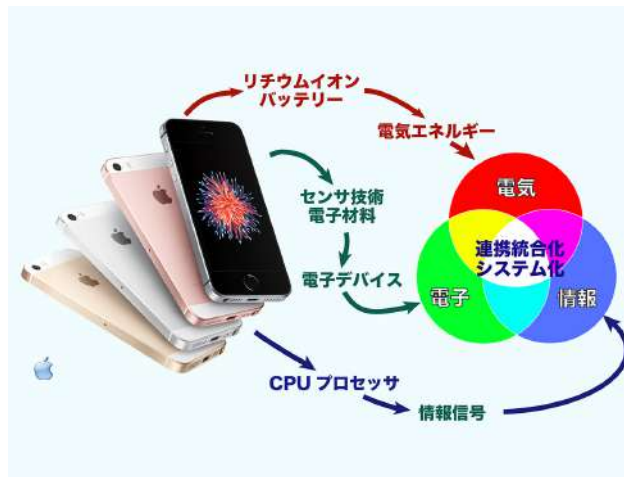 リチウムイオン
バッテリー
電気エネルギー
センサ技術
電子材料
電子デバイス
CPU プロセッサ
情報信号
電気
連携統合化
システム化
電子
情報